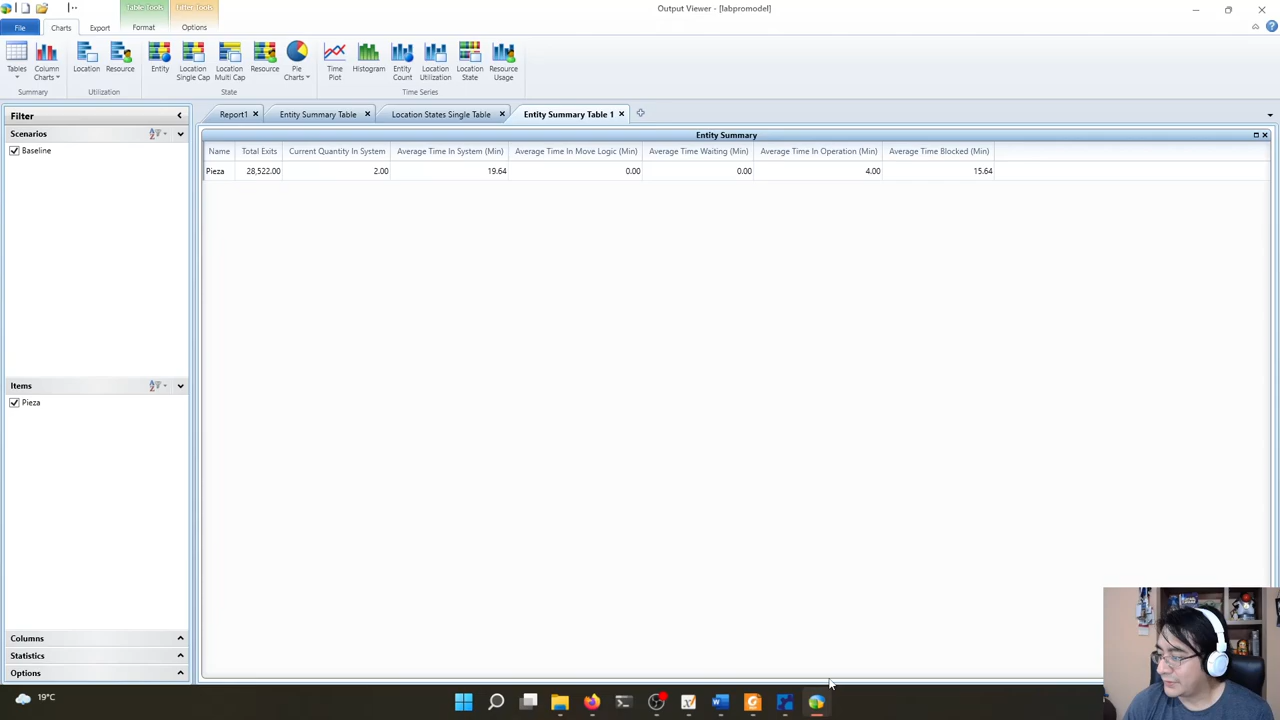 Table Tools
Filter Tools
Output Viewer - [labpromodel]
File
Charts
Export
Format
Options
Tables
Column
Charts
Location
Resource
Entity
Location
Single Cap
Location
Multi Cap
Resource
Pie
Charts
Time
Plot
Histogram
Entity
Count
Location
Utilization
Location
State
Resource
Usage
Summary
Utilization
State
Time Series
Filter
Report1
Entity Summary Table
Location States Single Table
Entity Summary Table 1
Scenarios
Baseline
Entity Summary
Name Total Exits Current Quantity In System Average Time In System (Min) Average Time In Move Logic (Min) Average Time Waiting (Min) Average Time In Operation (Min) Average Time Blocked (Min)
Pieza 28,522.00 2.00 19.64 0.00 0.00 4.00 15.64
Items
Pieza
Columns
Statistics
Options
19°C